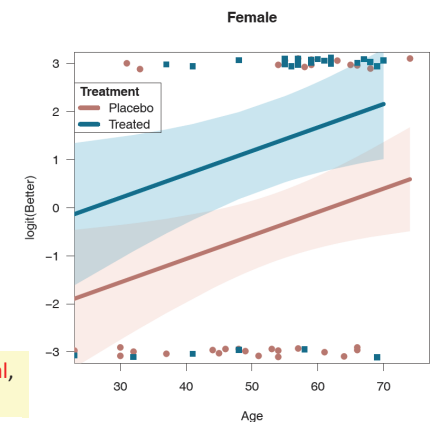 Female
3
2
1
0
−1
−2
−3
logit(Better)
Treatment
Placebo
Treated
30 40 50 60 70
Age
l,